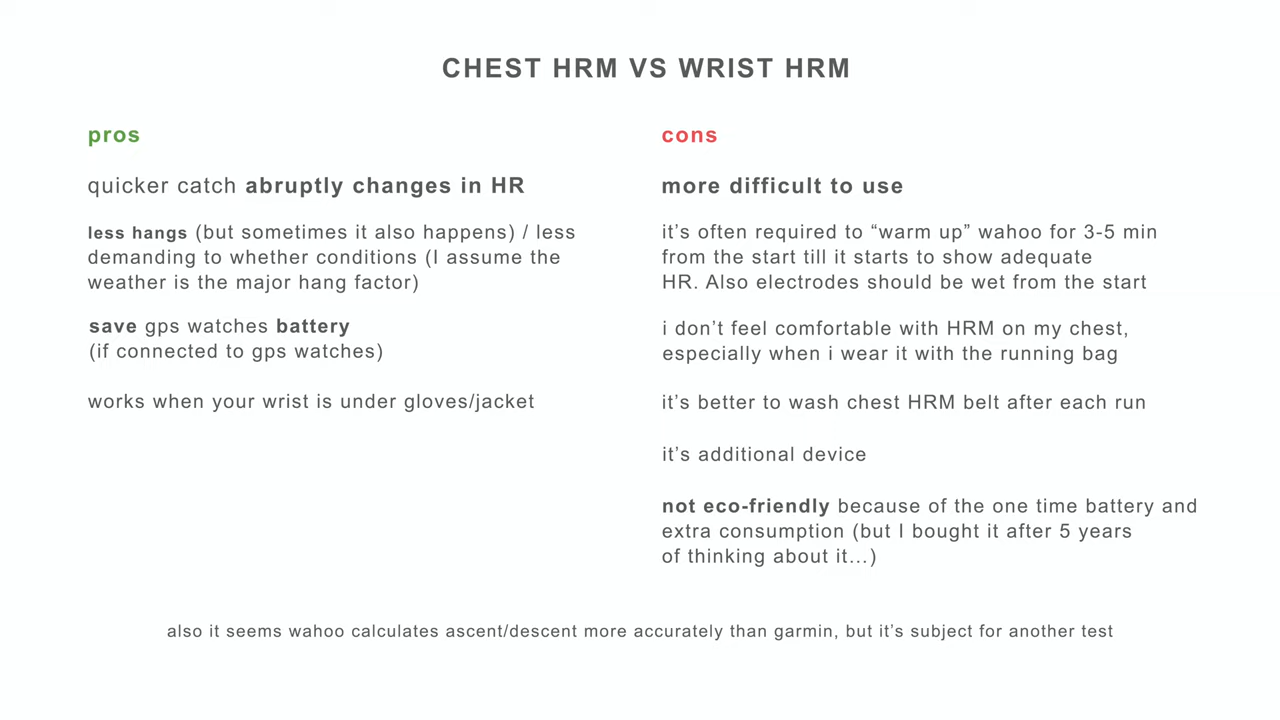 CHEST HRM VS WRIST HRM
pros
quicker catch abruptly changes in HR
less hangs (but sometimes it also happens) / less
demanding to whether conditions (I assume the
weather is the major hang factor)
save gps watches battery
(if connected to gps watches)
works when your wrist is under gloves/jacket
cons
more difficult to use
it’s often required to “warm up” wahoo for 3-5 min
from the start till it starts to show adequate
HR. Also electrodes should be wet from the start
i don’t feel comfortable with HRM on my chest,
especially when i wear it with the running bag
it’s better to wash chest HRM belt after each run
it’s additional device
not eco-friendly because of the one time battery and
extra consumption (but I bought it after 5 years
of thinking about it…)
also it seems wahoo calculates ascent/descent more accurately than garmin, but it’s subject for another test